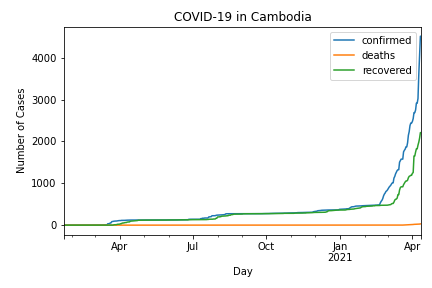 COVID-19 in Cambodia
confirmed
deaths
recovered
Number of Cases
4000
3000
2000
1000
0
Apr
Jul
Oct
Jan
2021
Apr
Day